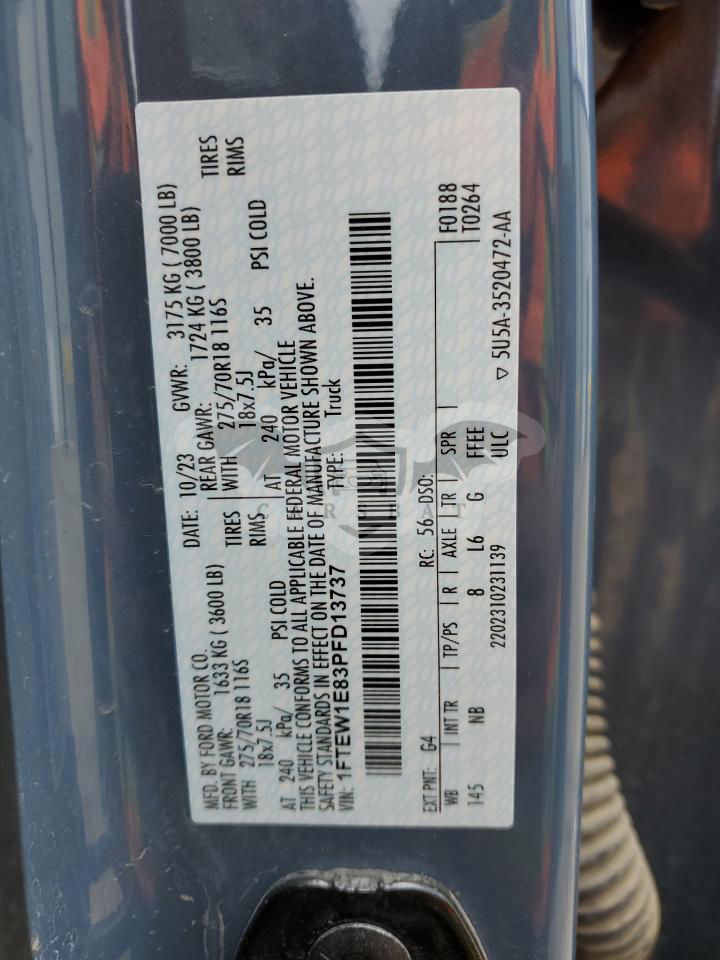 MFD. BY FORD MOTOR CO.
DATE: 10/23 GVWR: 3175 KG ( 7000 LB)
FRONT GAWR: 1633 KG ( 3600 LB) REAR GAWR: 1724 KG ( 3800 LB)
WITH 275/70R18 116S TIRES WITH 275/70R18 116S TIRES
18x7.5J RIMS 18x7.5J RIMS
AT 240 kPa/ 35 PSI COLD AT 240 kPa/ 35 PSI COLD
THIS VEHICLE CONFORMS TO ALL APPLICABLE FEDERAL MOTOR VEHICLE
SAFETY STANDARDS IN EFFECT ON THE DATE OF MANUFACTURE SHOWN ABOVE.
VIN: 1FTEW1E83PFD13737 TYPE: Truck
CARSBAT
EXT PNT: G4 RC: 56 DSO: F0188
WB INT TR TP/PS R AXLE TR SPR T0264
145 NB 8 L6 G FFEE
2202310231139 ULC ▽ 5U5A-3520472-AA